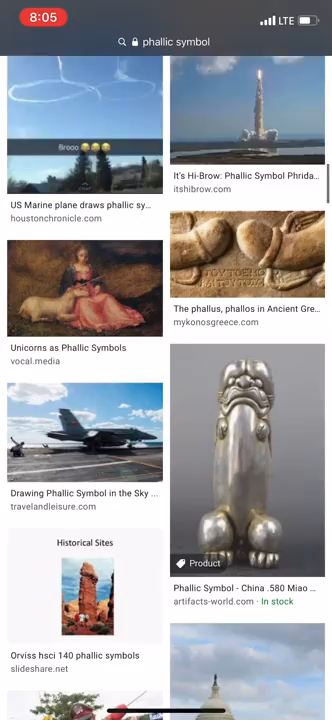 8:05
LTE
phallic symbol
Brooo 😂😂😂
US Marine plane draws phallic sy...
houstonchronicle.com
It's Hi-Brow: Phallic Symbol Phrida...
itshibrow.com
The phallus, phallos in Ancient Gre...
mykonosgreece.com
Unicorns as Phallic Symbols
vocal.media
Drawing Phallic Symbol in the Sky ...
travelandleisure.com
Product
Phallic Symbol - China .580 Miao ...
artifacts-world.com · In stock
Historical Sites
Orviss hsci 140 phallic symbols
slideshare.net